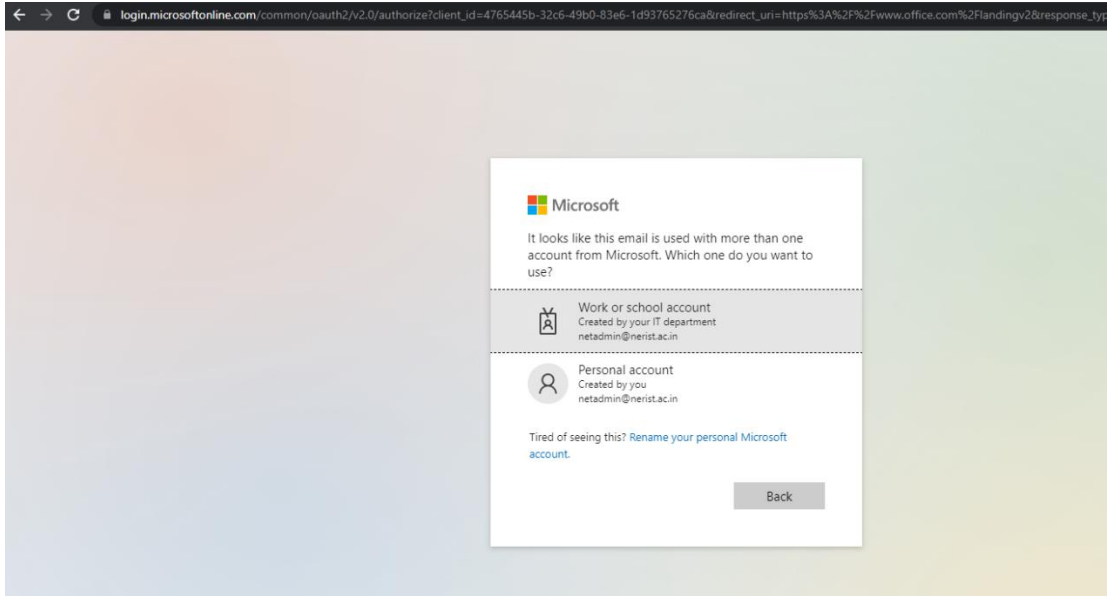 login.microsoftonline.com/common/oauth2/v2.0/authorize?client_id=4765445b-32c6-49b0-83e6-1d93765276ca&redirect_uri=https%3A%2F%2Fwww.office.com%2Flandingv2&response_typ
Microsoft
It looks like this email is used with more than one
account from Microsoft. Which one do you want to
use?
Work or school account
Created by your IT department
netadmin@nerist.ac.in
Personal account
Created by you
netadmin@nerist.ac.in
Tired of seeing this? Rename your personal Microsoft
account.
Back